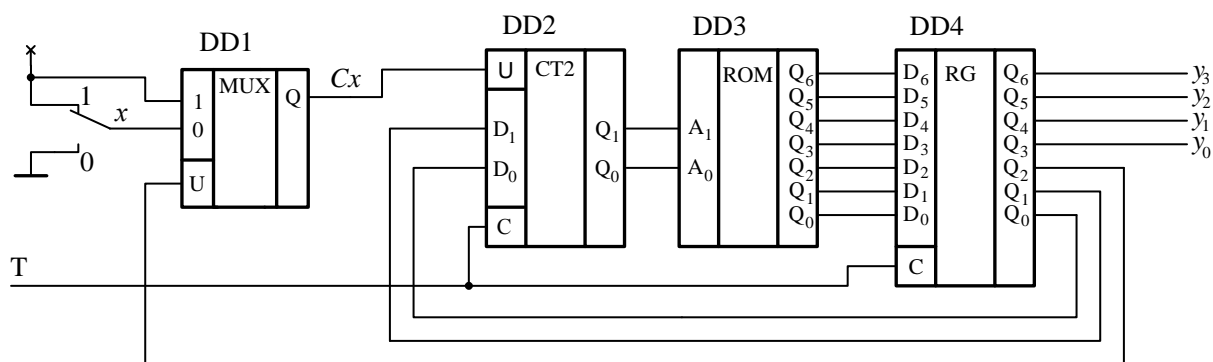 DD1
DD2
DD3
DD4
MUX
Q
1
0
U
Cx
1
x
0
U
CT2
D1
D0
C
Q1
Q0
ROM
A1
A0
Q6
Q5
Q4
Q3
Q2
Q1
Q0
RG
D6
D5
D4
D3
D2
D1
D0
C
Q6
Q5
Q4
Q3
Q2
Q1
Q0
y3
y2
y1
y0
T